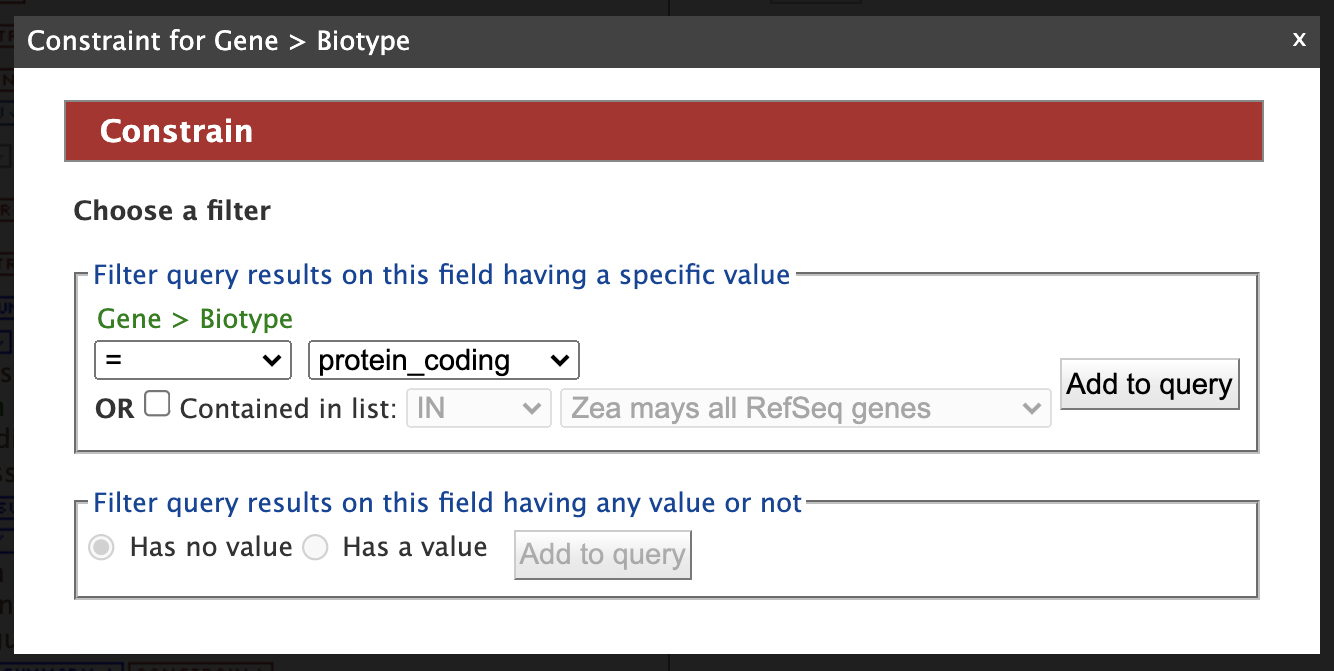 Constraint for Gene > Biotype
x
Constrain
Choose a filter
Filter query results on this field having a specific value
Gene > Biotype
= protein_coding
Add to query
OR Contained in list: IN Zea mays all RefSeq genes
Filter query results on this field having any value or not
Has no value Has a value Add to query